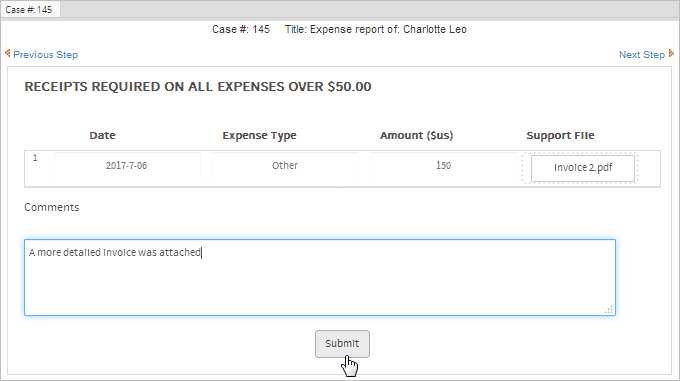 Case #: 145
Case #: 145 Title: Expense report of: Charlotte Leo
Previous Step Next Step
RECEIPTS REQUIRED ON ALL EXPENSES OVER $50.00
Date Expense Type Amount ($us) Support File
1 2017-7-06 Other 150 Invoice 2.pdf
Comments
A more detailed invoice was attached
Submit